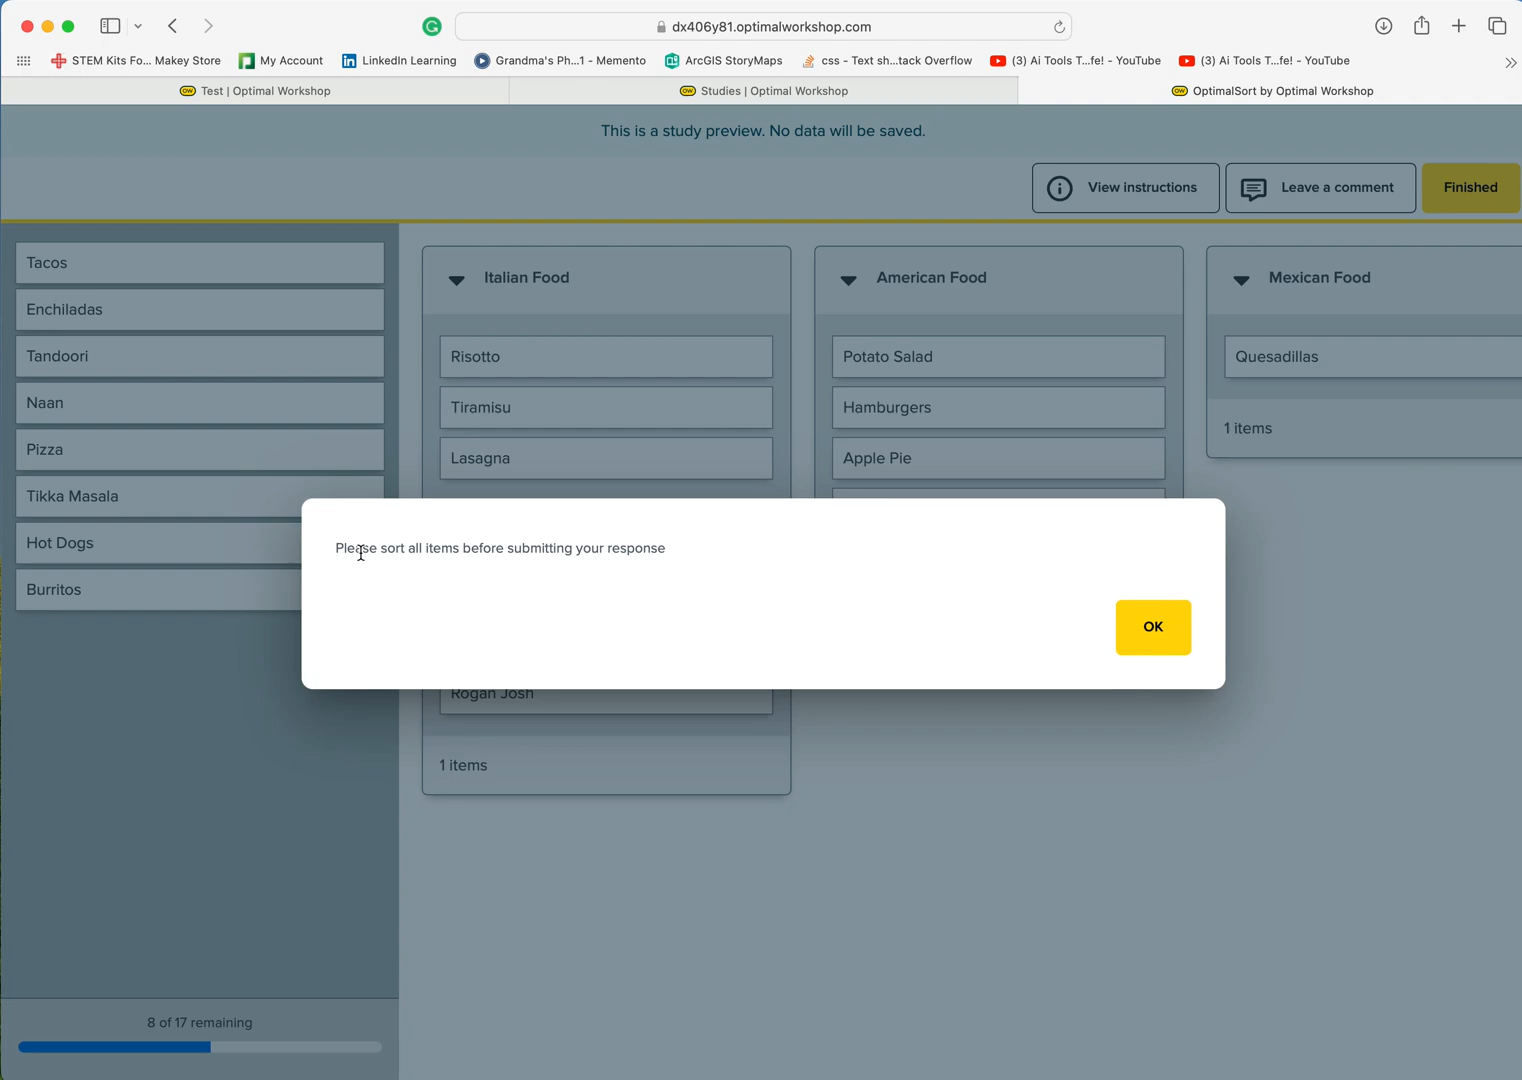 dx406y81.optimalworkshop.com
STEM Kits Fo... Makey Store
My Account
LinkedIn Learning
Grandma's Ph...1 - Memento
ArcGIS StoryMaps
css - Text sh...tack Overflow
(3) Ai Tools T...fe! - YouTube
(3) Ai Tools T...fe! - YouTube
Test | Optimal Workshop
Studies | Optimal Workshop
OptimalSort by Optimal Workshop
This is a study preview. No data will be saved.
View instructions
Leave a comment
Finished
Tacos
Enchiladas
Tandoori
Naan
Pizza
Tikka Masala
Hot Dogs
Burritos
Italian Food
Risotto
Tiramisu
Lasagna
American Food
Potato Salad
Hamburgers
Apple Pie
Mexican Food
Quesadillas
1 items
Please sort all items before submitting your response
OK
Rogan Josh
1 items
8 of 17 remaining